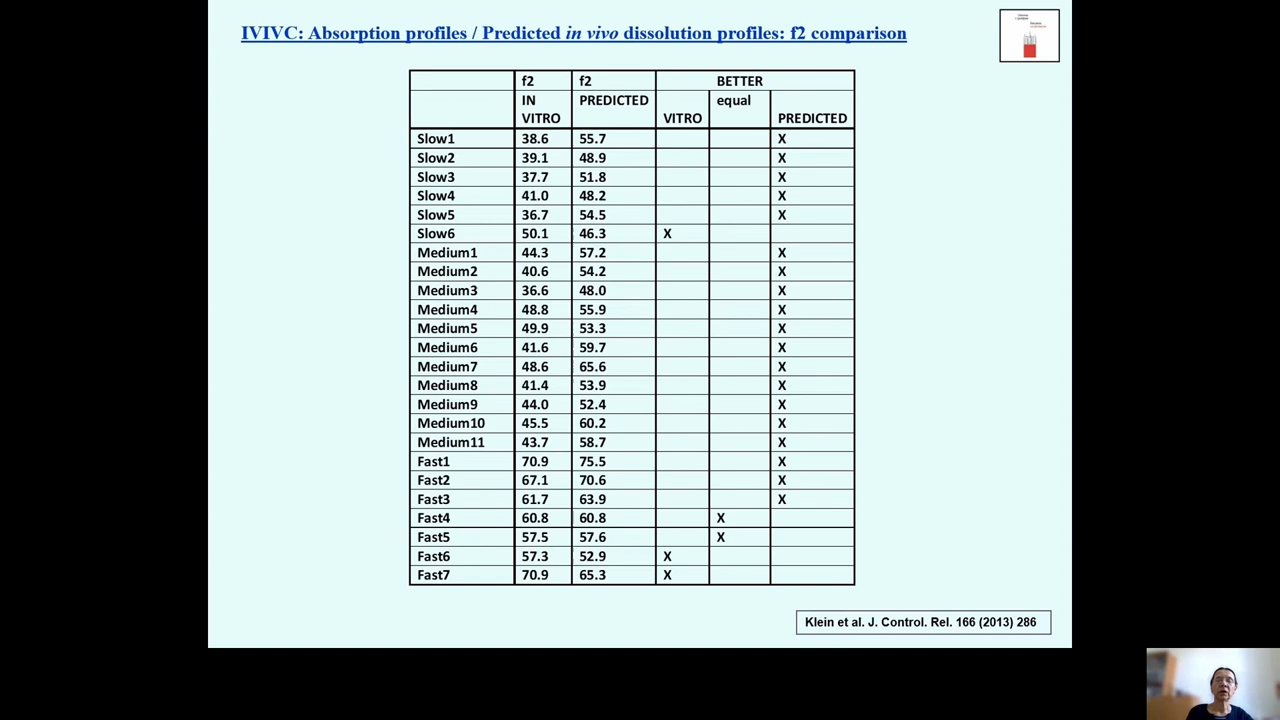 IVIVC: Absorption profiles / Predicted in vivo dissolution profiles: f2 comparison
f2 f2 BETTER
IN VITRO PREDICTED VITRO equal PREDICTED
Slow1 38.6 55.7 X
Slow2 39.1 48.9 X
Slow3 37.7 51.8 X
Slow4 41.0 48.2 X
Slow5 36.7 54.5 X
Slow6 50.1 46.3 X
Medium1 44.3 57.2 X
Medium2 40.6 54.2 X
Medium3 36.6 48.0 X
Medium4 48.8 55.9 X
Medium5 49.9 53.3 X
Medium6 41.6 59.7 X
Medium7 48.6 65.6 X
Medium8 41.4 53.9 X
Medium9 44.0 52.4 X
Medium10 45.5 60.2 X
Medium11 43.7 58.7 X
Fast1 70.9 75.5 X
Fast2 67.1 70.6 X
Fast3 61.7 63.9 X
Fast4 60.8 60.8 X
Fast5 57.5 57.6 X
Fast6 57.3 52.9 X
Fast7 70.9 65.3 X
Klein et al. J. Control. Rel. 166 (2013) 286